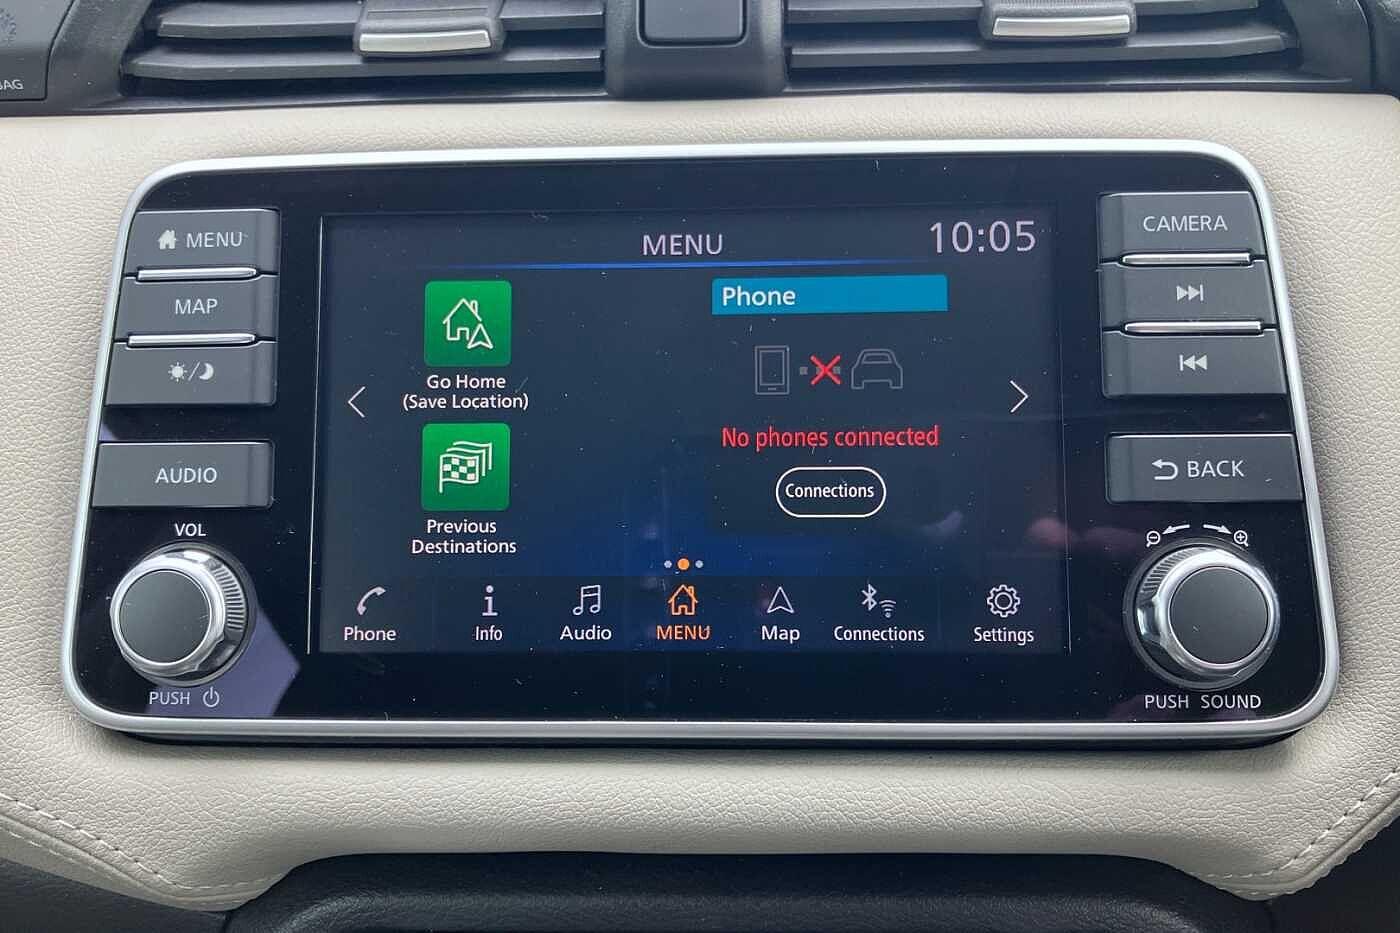 BAG
MENU
MAP
AUDIO
VOL
PUSH
MENU
10:05
Go Home
(Save Location)
Previous
Destinations
Phone
No phones connected
Connections
Phone
Info
Audio
MENU
Map
Connections
Settings
CAMERA
BACK
PUSH SOUND